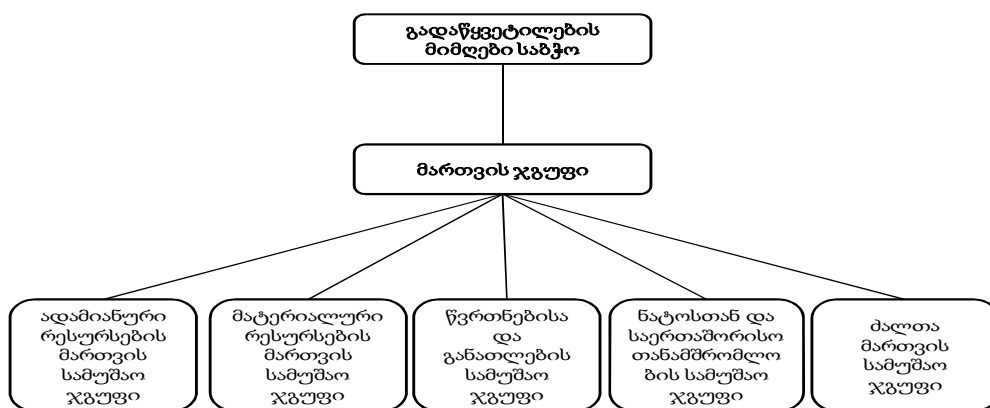 გადაწყვეტილების
მიმღები საბჭო
მართვის ჯგუფი
ადამიანური
რესურსების
მართვის
სამუშაო
ჯგუფი
მატერიალური
რესურსების
მართვის
სამუშაო
ჯგუფი
წვრთნებისა
და
განათლების
სამუშაო
ჯგუფი
ნატოსთან და
საერთაშორისო
თანამშრომლო
ბის სამუშაო
ჯგუფი
ძალთა
მართვის
სამუშაო
ჯგუფი